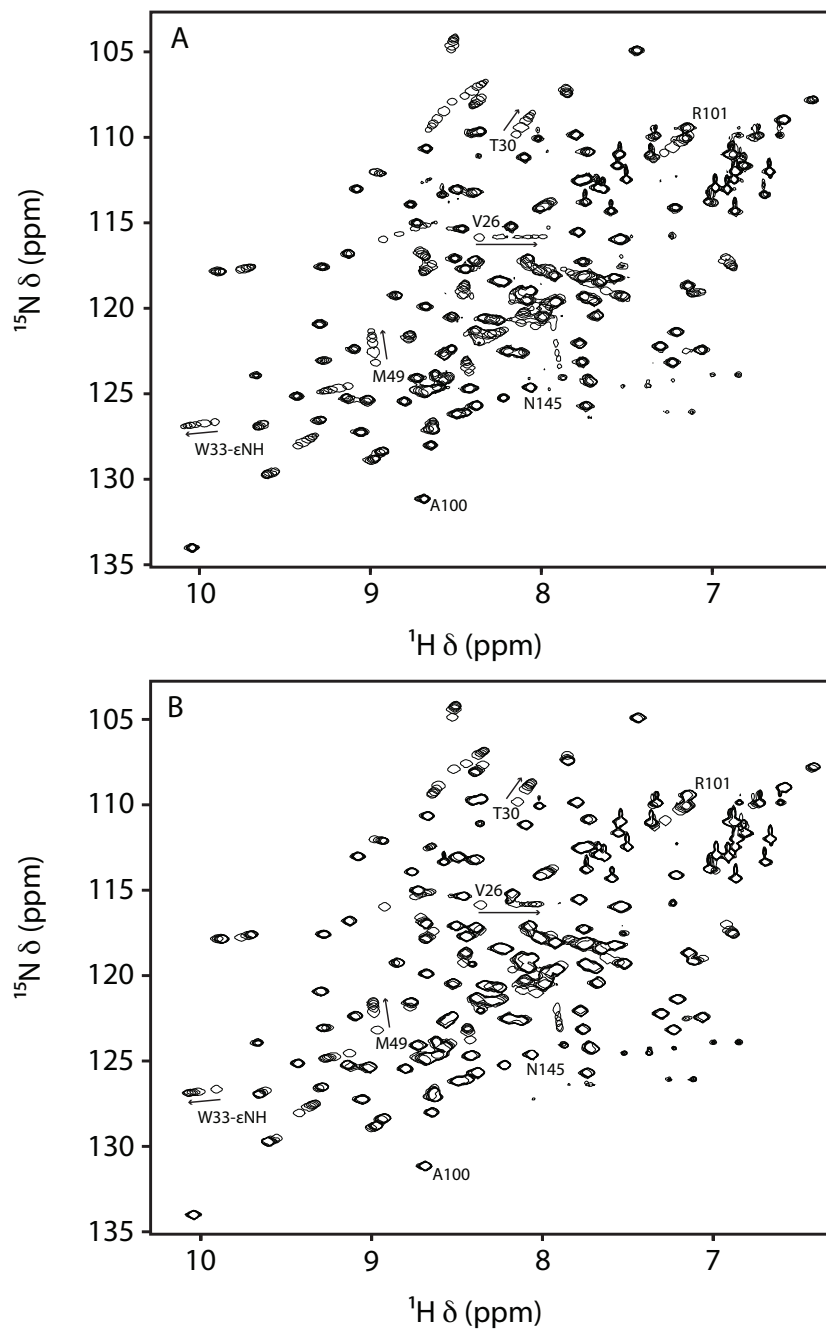 A
105
110
115
120
125
130
135
10
9
8
7
¹⁵N δ (ppm)
¹H δ (ppm)
R101
T30
V26
M49
N145
W33-εNH
A100
B
105
110
115
120
125
130
135
10
9
8
7
¹⁵N δ (ppm)
¹H δ (ppm)
R101
T30
V26
M49
N145
W33-εNH
A100